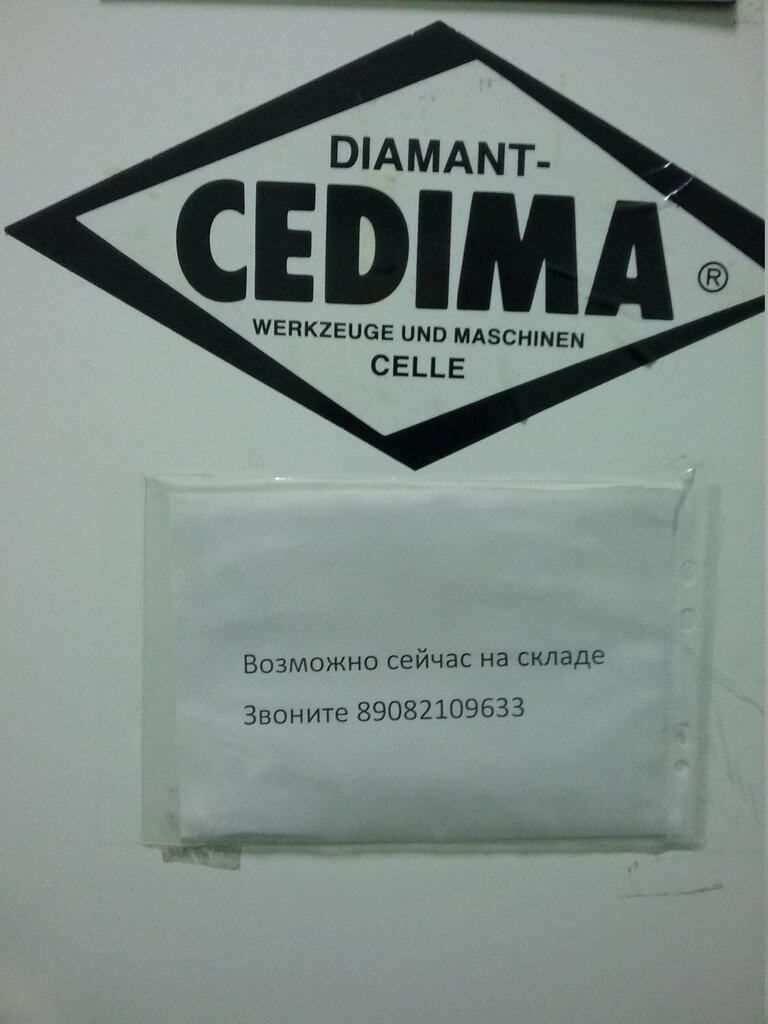 DIAMANT-
CEDIMA ®
WERKZEUGE UND MASCHINEN
CELLE
Возможно сейчас на складе
Звоните 89082109633